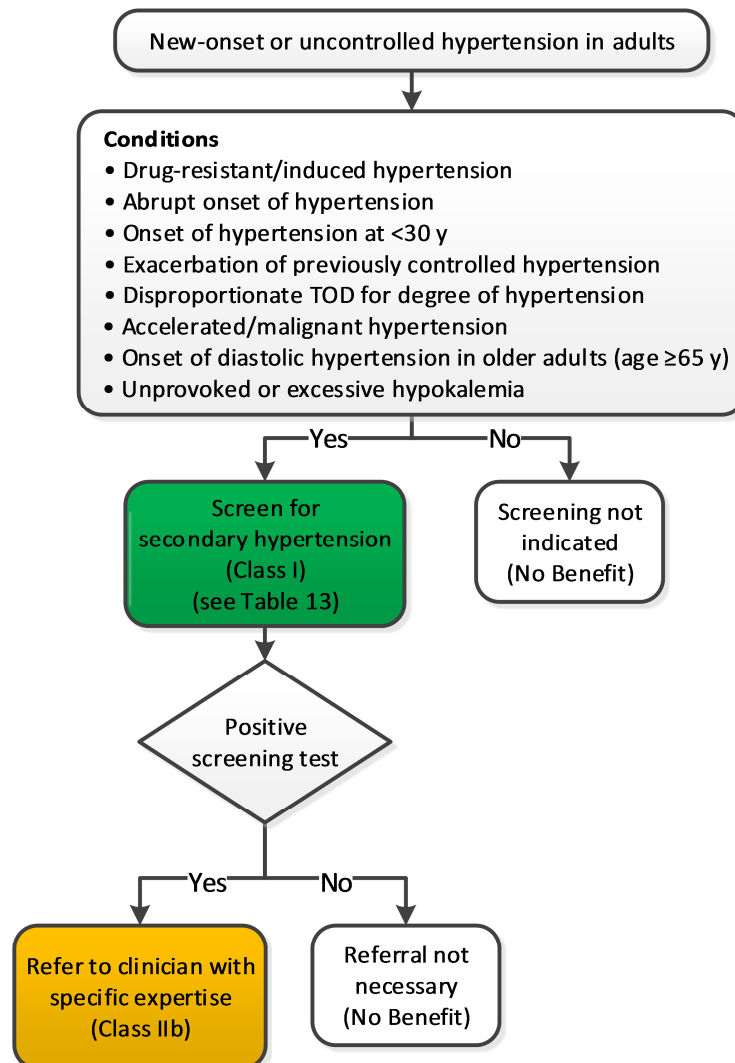 New-onset or uncontrolled hypertension in adults
Conditions
• Drug-resistant/induced hypertension
• Abrupt onset of hypertension
• Onset of hypertension at <30 y
• Exacerbation of previously controlled hypertension
• Disproportionate TOD for degree of hypertension
• Accelerated/malignant hypertension
• Onset of diastolic hypertension in older adults (age ≥65 y)
• Unprovoked or excessive hypokalemia
Yes
No
Screen for
secondary hypertension
(Class I)
(see Table 13)
Screening not
indicated
(No Benefit)
Positive
screening test
Yes
No
Refer to clinician with
specific expertise
(Class IIb)
Referral not
necessary
(No Benefit)